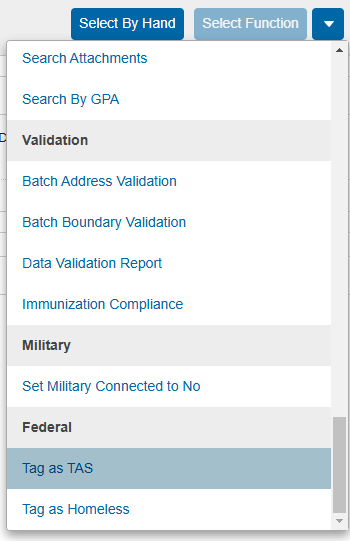 Select By Hand
Select Function
Search Attachments
Search By GPA
D
Validation
Batch Address Validation
Batch Boundary Validation
Data Validation Report
Immunization Compliance
Military
Set Military Connected to No
Federal
Tag as TAS
Tag as Homeless